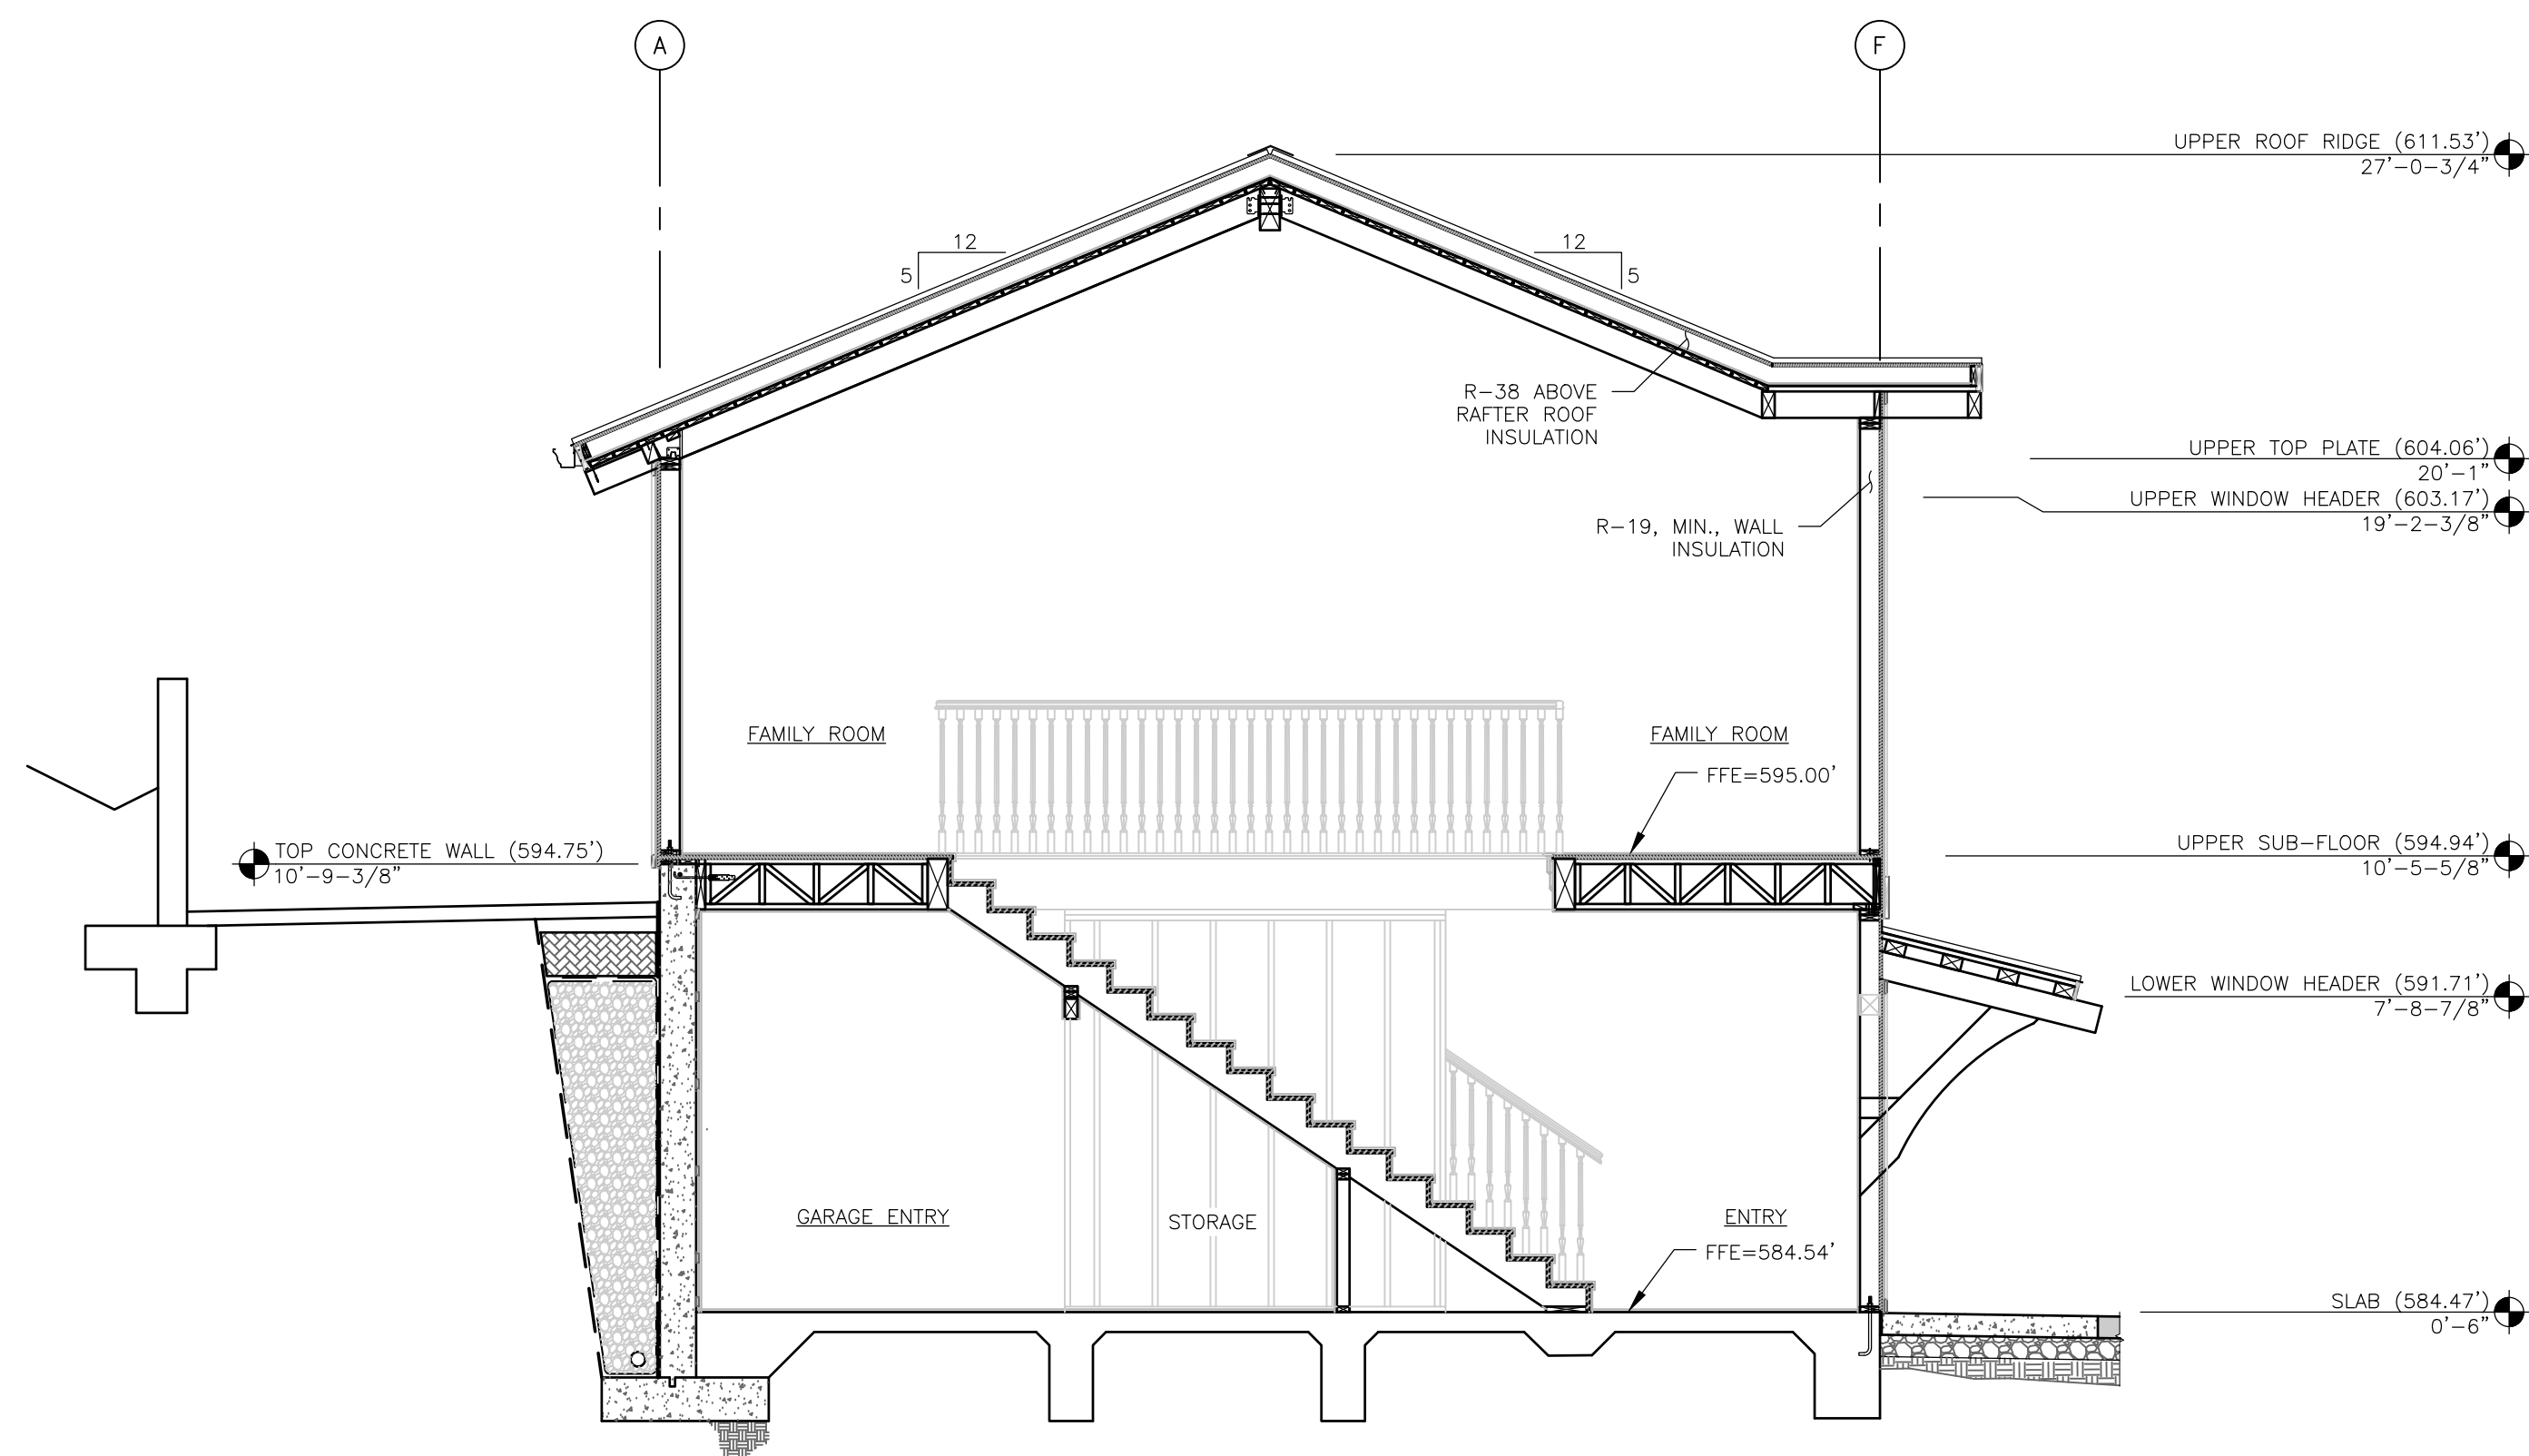 A
F
UPPER ROOF RIDGE (611.53')
27'-0-3/4"
12
5
12
5
R-38 ABOVE
RAFTER ROOF
INSULATION
UPPER TOP PLATE (604.06')
20'-1"
UPPER WINDOW HEADER (603.17')
19'-2-3/8"
R-19, MIN., WALL
INSULATION
FAMILY ROOM
FAMILY ROOM
FFE=595.00'
TOP CONCRETE WALL (594.75')
10'-9-3/8"
UPPER SUB-FLOOR (594.94')
10'-5-5/8"
LOWER WINDOW HEADER (591.71')
7'-8-7/8"
GARAGE ENTRY
STORAGE
ENTRY
FFE=584.54'
SLAB (584.47')
0'-6"